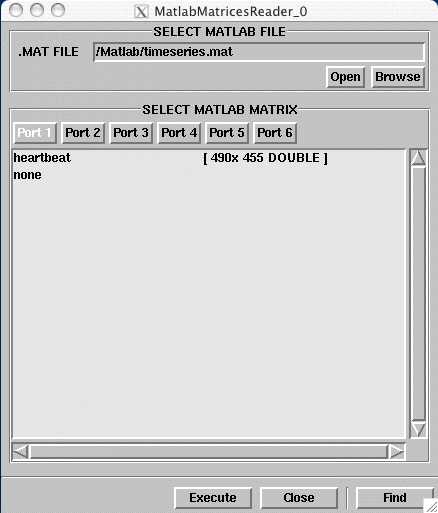 MatlabMatricesReader_0
SELECT MATLAB FILE
.MAT FILE /Matlab/timeseries.mat
Open Browse
SELECT MATLAB MATRIX
Port 1 Port 2 Port 3 Port 4 Port 5 Port 6
heartbeat [ 490x 455 DOUBLE ]
none
Execute Close Find